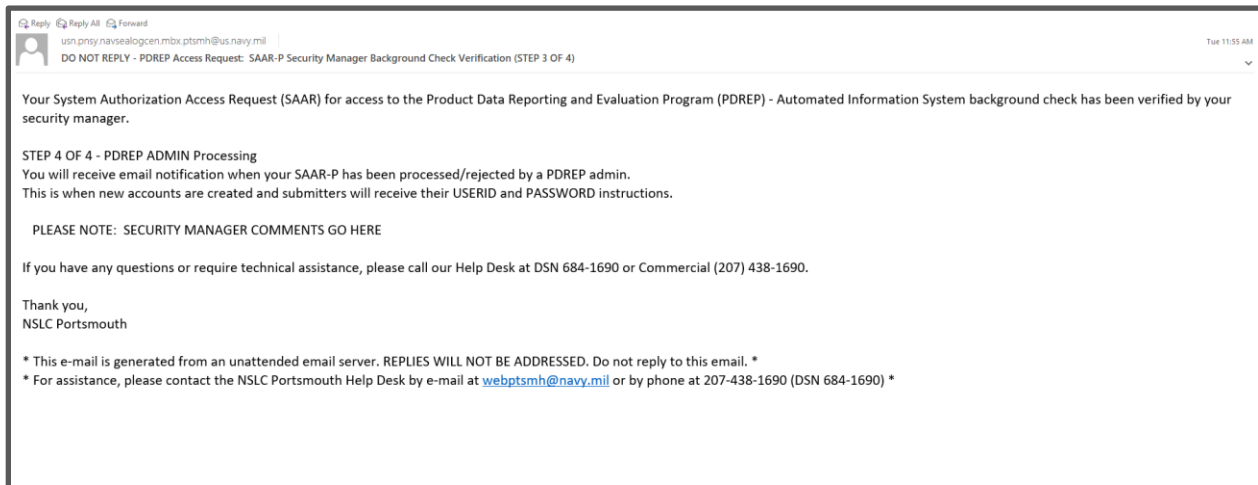 Reply Reply All Forward
usn.pnsy.navsealogcen.mbx.ptsmh@us.navy.mil
Tue 11:55 AM
DO NOT REPLY - PDREP Access Request: SAAR-P Security Manager Background Check Verification (STEP 3 OF 4)
Your System Authorization Access Request (SAAR) for access to the Product Data Reporting and Evaluation Program (PDREP) - Automated Information System background check has been verified by your
security manager.
STEP 4 OF 4 - PDREP ADMIN Processing
You will receive email notification when your SAAR-P has been processed/rejected by a PDREP admin.
This is when new accounts are created and submitters will receive their USERID and PASSWORD instructions.
PLEASE NOTE: SECURITY MANAGER COMMENTS GO HERE
If you have any questions or require technical assistance, please call our Help Desk at DSN 684-1690 or Commercial (207) 438-1690.
Thank you,
NSLC Portsmouth
* This e-mail is generated from an unattended email server. REPLIES WILL NOT BE ADDRESSED. Do not reply to this email. *
* For assistance, please contact the NSLC Portsmouth Help Desk by e-mail at webptsmh@navy.mil or by phone at 207-438-1690 (DSN 684-1690) *